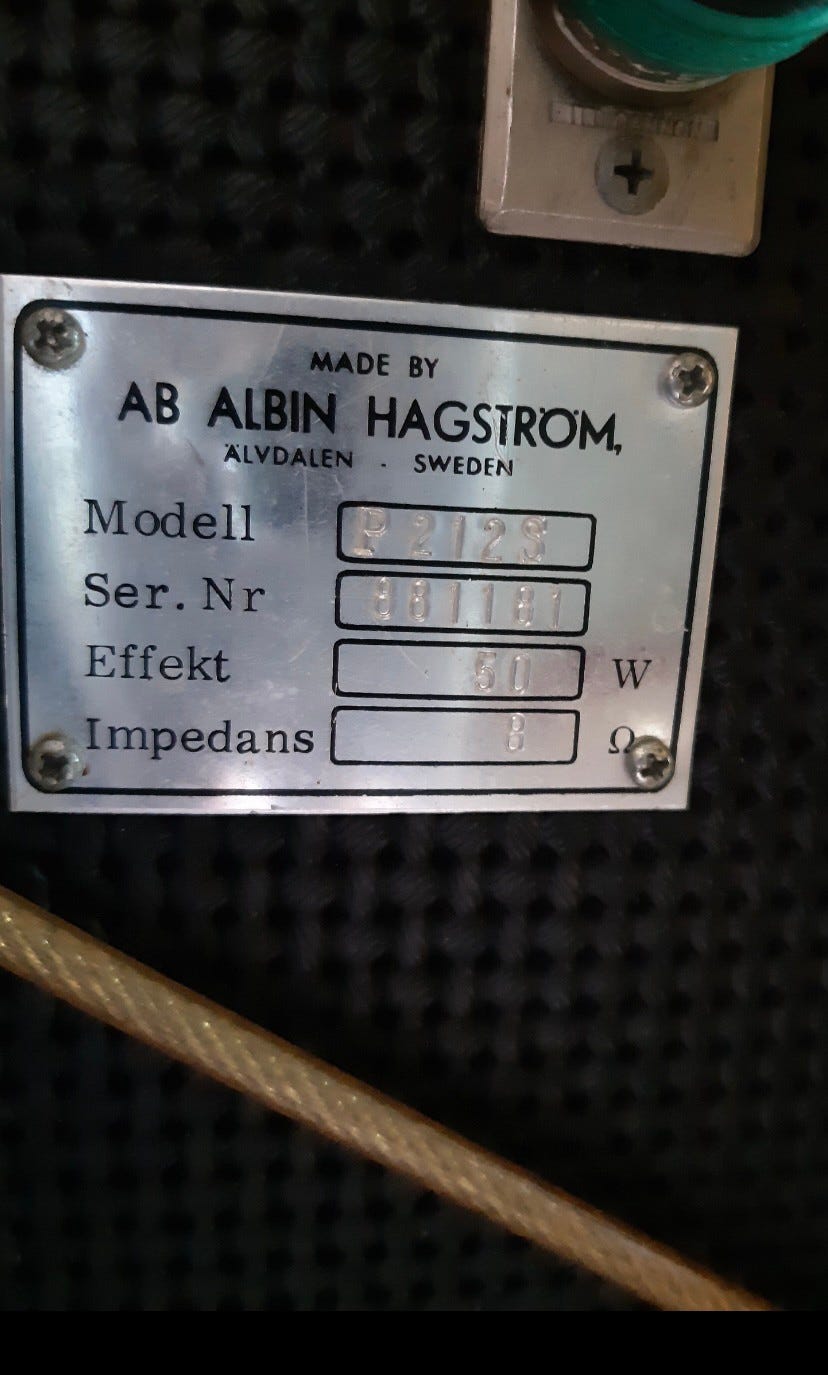 MADE BY
AB ALBIN HAGSTRÖM,
ÄLVDALEN . SWEDEN
Modell P 212S
Ser. Nr 881181
Effekt 50 W
Impedans 8 Ω